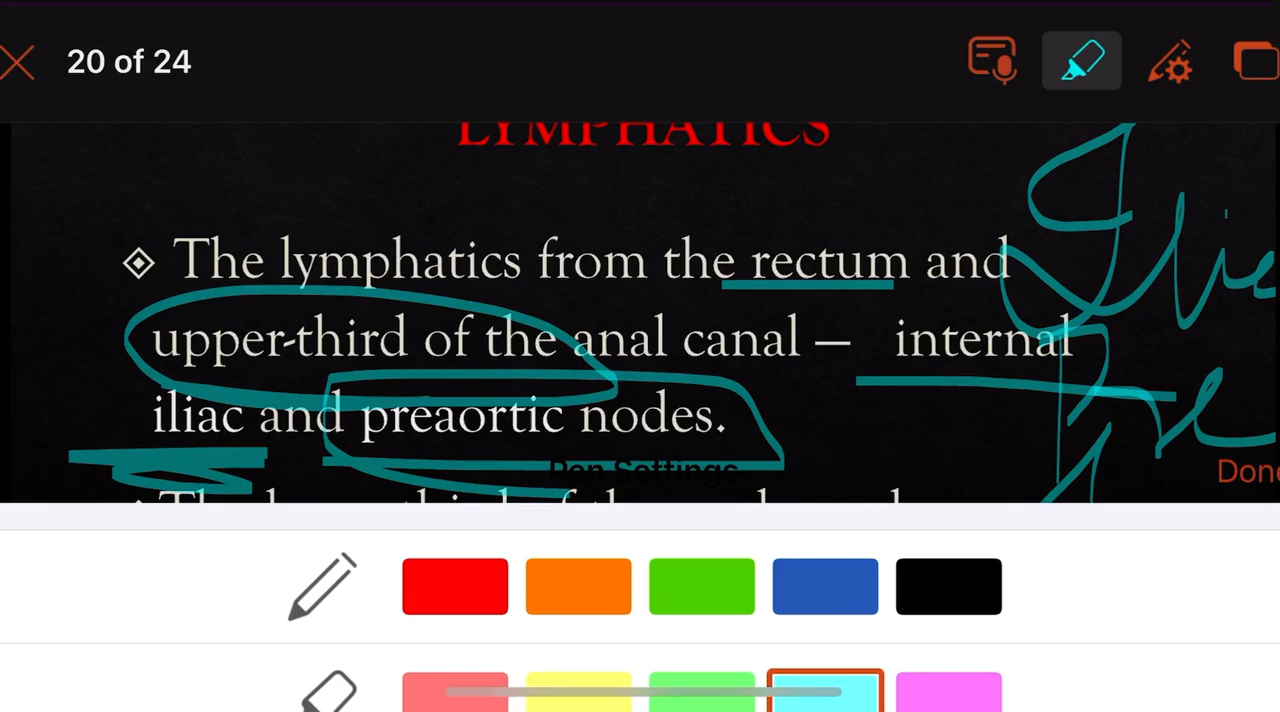 20 of 24
LYMPHATICS
The lymphatics from the rectum and
upper-third of the anal canal — internal
iliac and preaortic nodes.
Pen Settings
Done